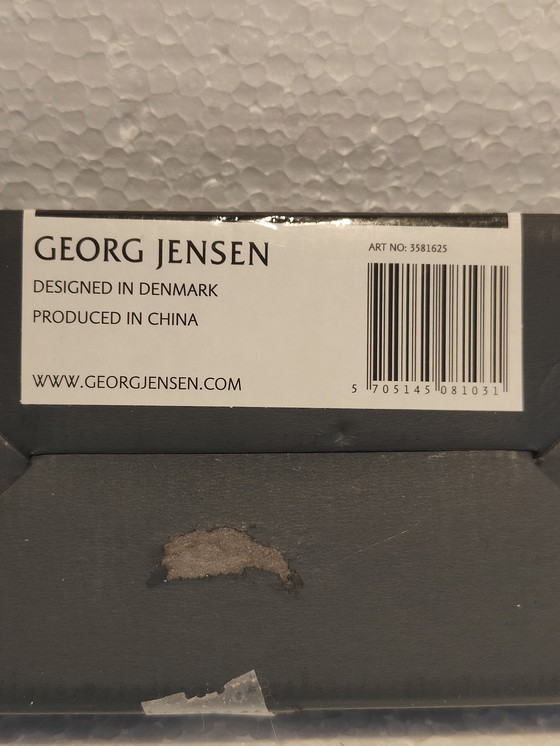 GEORG JENSEN
DESIGNED IN DENMARK
PRODUCED IN CHINA
WWW.GEORGJENSEN.COM
ART NO: 3581625
5 705145 081031